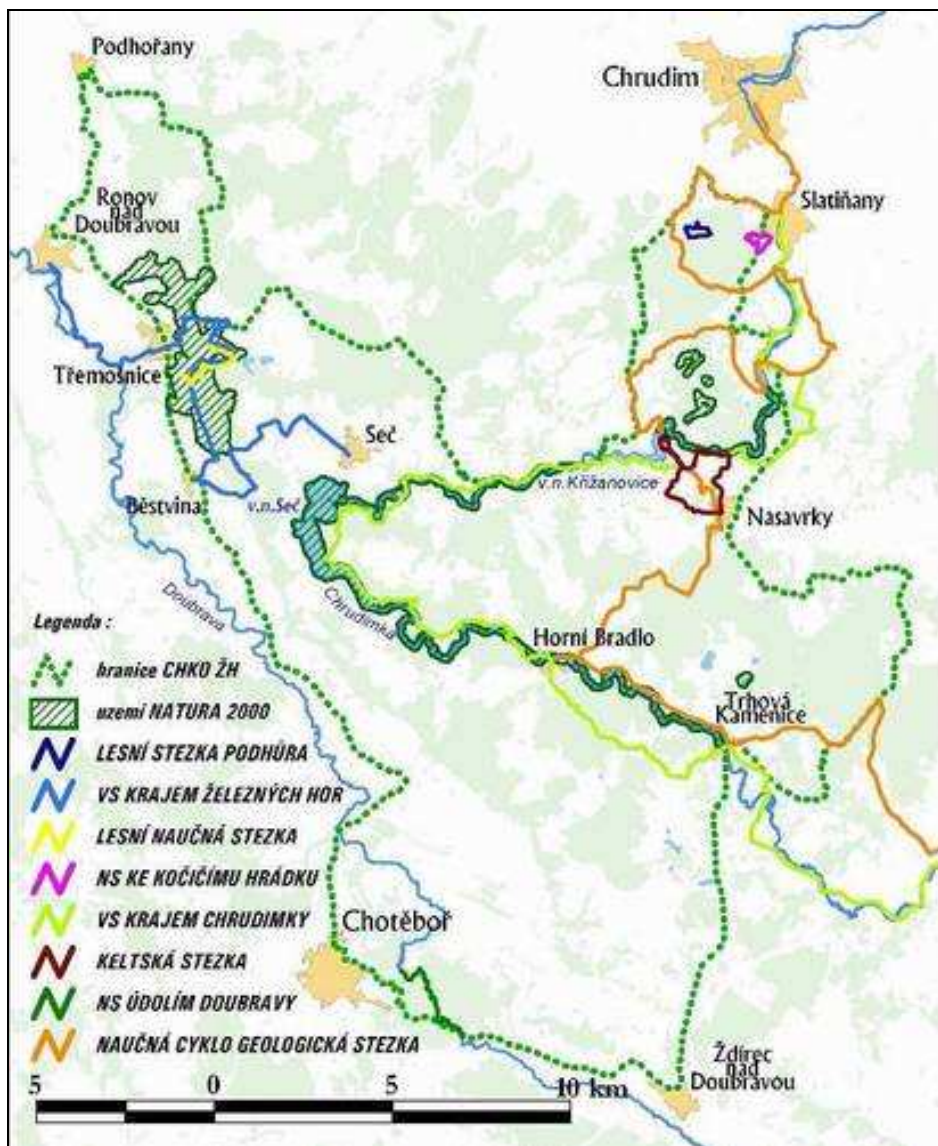 Podhořany
Chrudim
Ronov
nad
Doubravou
Slatiňany
Třemošnice
Seč
v.n.Křižanovice
v.n.Seč
Běstvina
Nasavrky
Doubrava
Chrudimka
Horní Bradlo
Trhová
Kamenice
Legenda :
hranice CHKO ŽH
uzemí NATURA 2000
LESNÍ STEZKA PODHŮRA
VS KRAJEM ŽELEZNÝCH HOR
LESNÍ NAUČNÁ STEZKA
NS KE KOČIČÍMU HRÁDKU
VS KRAJEM CHRUDIMKY
KELTSKÁ STEZKA
NS ÚDOLÍM DOUBRAVY
NAUČNÁ CYKLO GEOLOGICKÁ STEZKA
Chotěboř
Ždírec
nad
Doubravou
5 0 5 10 km